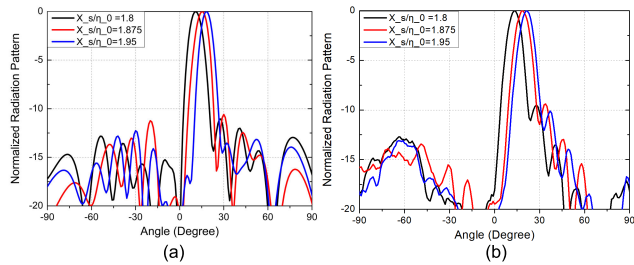 Normalized Radiation Pattern
0
-5
-10
-15
-20
X_s/η_0 =1.8
X_s/η_0=1.875
X_s/η_0=1.95
-90 -60 -30 0 30 60 90
Angle (Degree)
(a)
Normalized Radiation Pattern
0
-5
-10
-15
-20
X_s/η_0=1.8
X_s/η_0=1.875
X_s/η_0=1.95
-90 -60 -30 0 30 60 90
Angle (Degree)
(b)